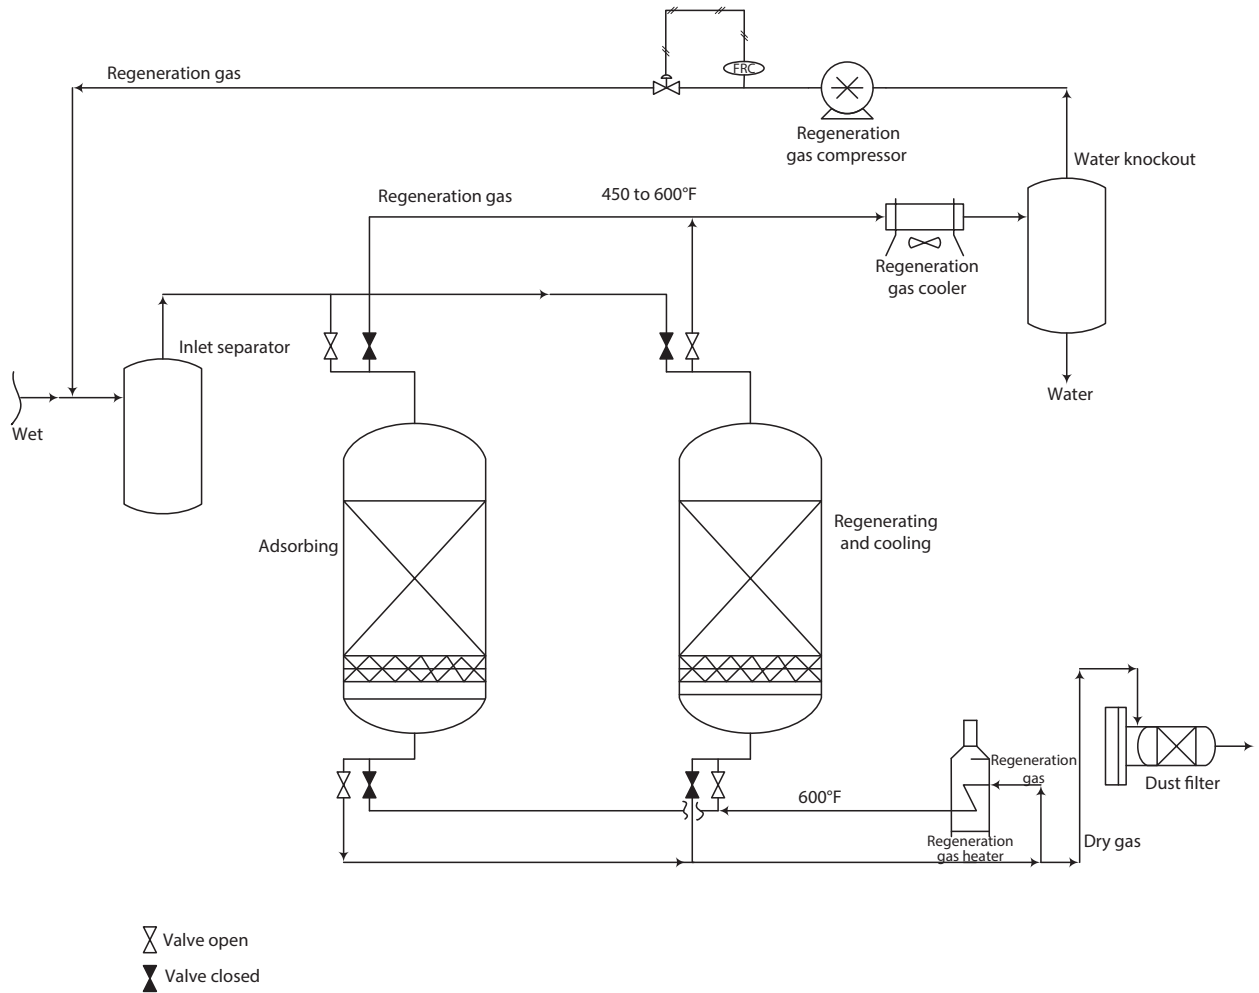 Regeneration gas
FRC
Regeneration
gas compressor
Water knockout
Regeneration gas
450 to 600°F
Regeneration
gas cooler
Inlet separator
Water
Wet
Adsorbing
Regenerating
and cooling
Regeneration
gas
Dust filter
600°F
Regeneration
gas heater
Dry gas
Valve open
Valve closed